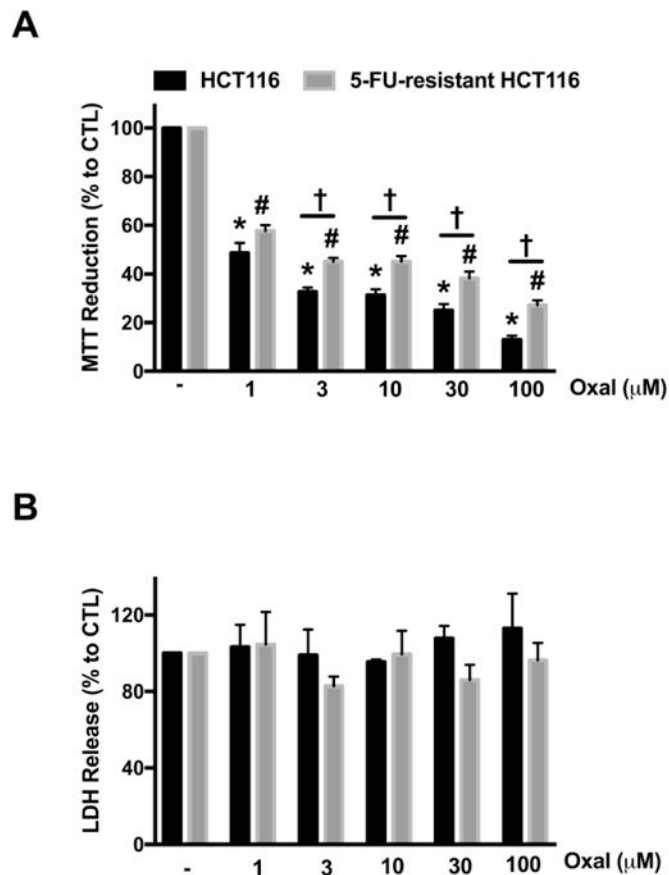 A
HCT116 5-FU-resistant HCT116
MTT Reduction (% to CTL)
100
80
60
40
20
0
* #
* † #
* † #
* † #
* † #
- 1 3 10 30 100 Oxal (μM)
B
LDH Release (% to CTL)
120
80
40
0
- 1 3 10 30 100 Oxal (μM)